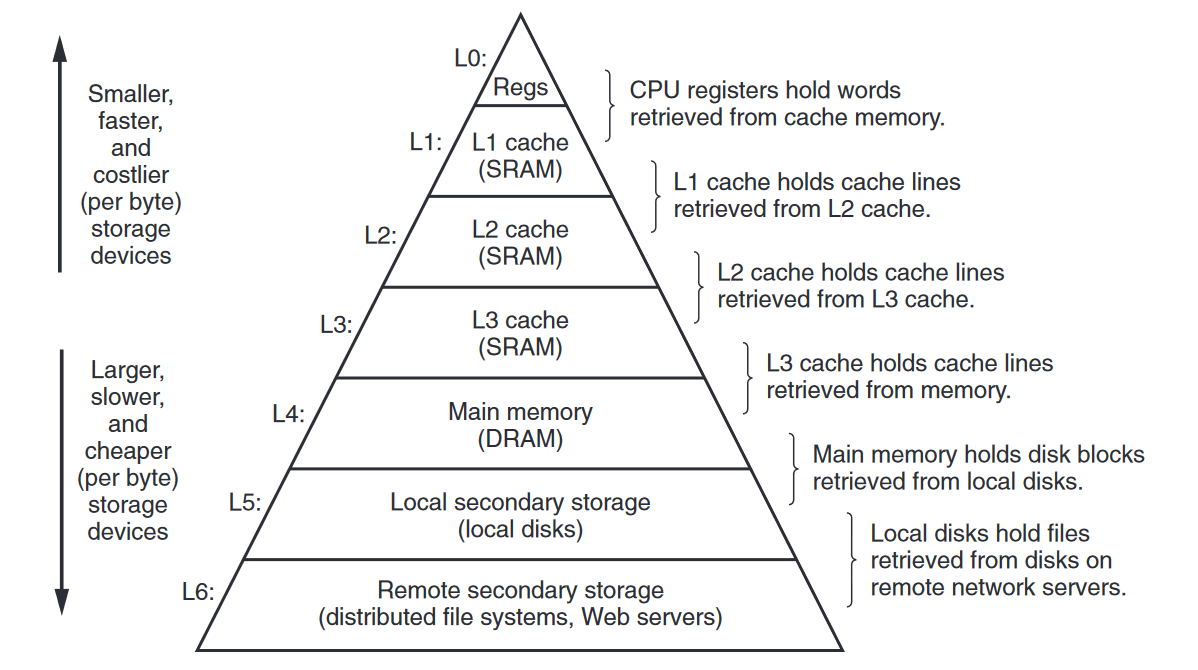 L0:
Regs
CPU registers hold words
retrieved from cache memory.
Smaller,
faster,
and
costlier
(per byte)
storage
devices
L1:
L1 cache
(SRAM)
L1 cache holds cache lines
retrieved from L2 cache.
L2:
L2 cache
(SRAM)
L2 cache holds cache lines
retrieved from L3 cache.
L3:
L3 cache
(SRAM)
L3 cache holds cache lines
retrieved from memory.
Larger,
slower,
and
cheaper
(per byte)
storage
devices
L4:
Main memory
(DRAM)
Main memory holds disk blocks
retrieved from local disks.
L5:
Local secondary storage
(local disks)
Local disks hold files
retrieved from disks on
remote network servers.
L6:
Remote secondary storage
(distributed file systems, Web servers)